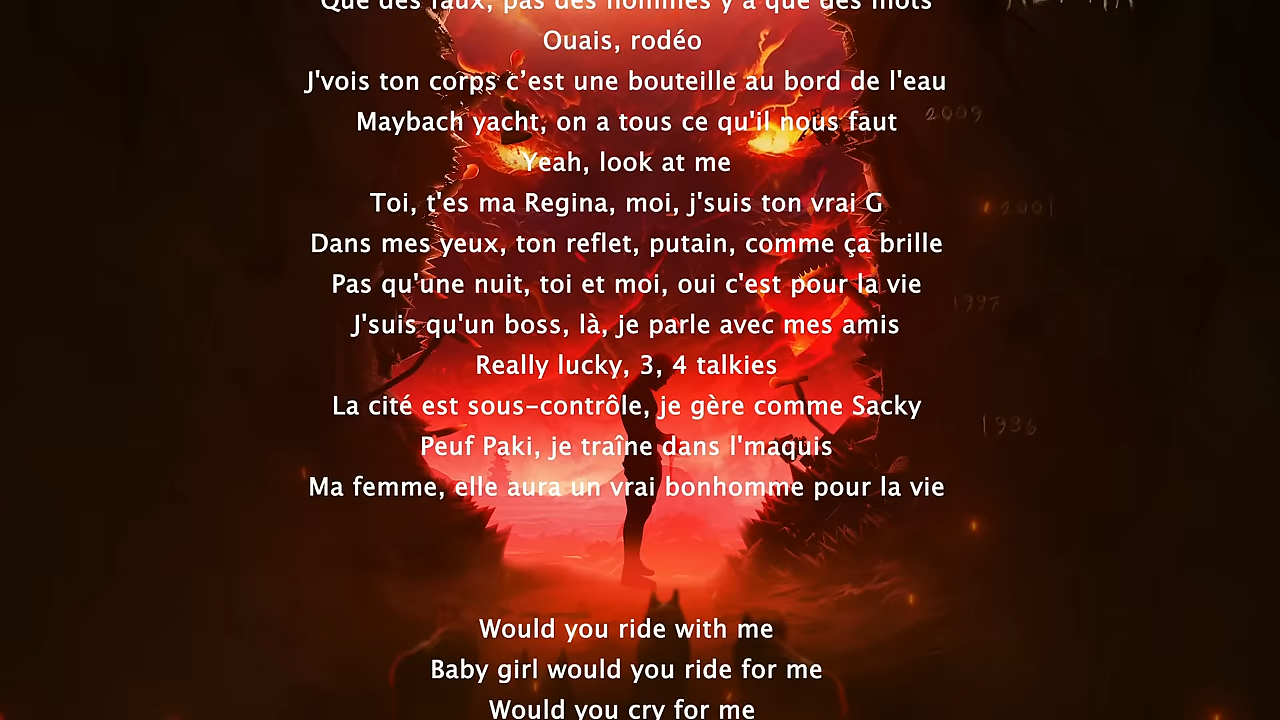 Que des faux, pas des hommes y a que des mots
Ouais, rodéo
J'vois ton corps c’est une bouteille au bord de l'eau
Maybach yacht, on a tous ce qu'il nous faut
2009
Yeah, look at me
Toi, t'es ma Regina, moi, j'suis ton vrai G
2001
Dans mes yeux, ton reflet, putain, comme ça brille
Pas qu'une nuit, toi et moi, oui c'est pour la vie
1997
J'suis qu'un boss, là, je parle avec mes amis
Really lucky, 3, 4 talkies
La cité est sous-contrôle, je gère comme Sacky
1936
Peuf Paki, je traîne dans l'maquis
Ma femme, elle aura un vrai bonhomme pour la vie
Would you ride with me
Baby girl would you ride for me
Would you cry for me